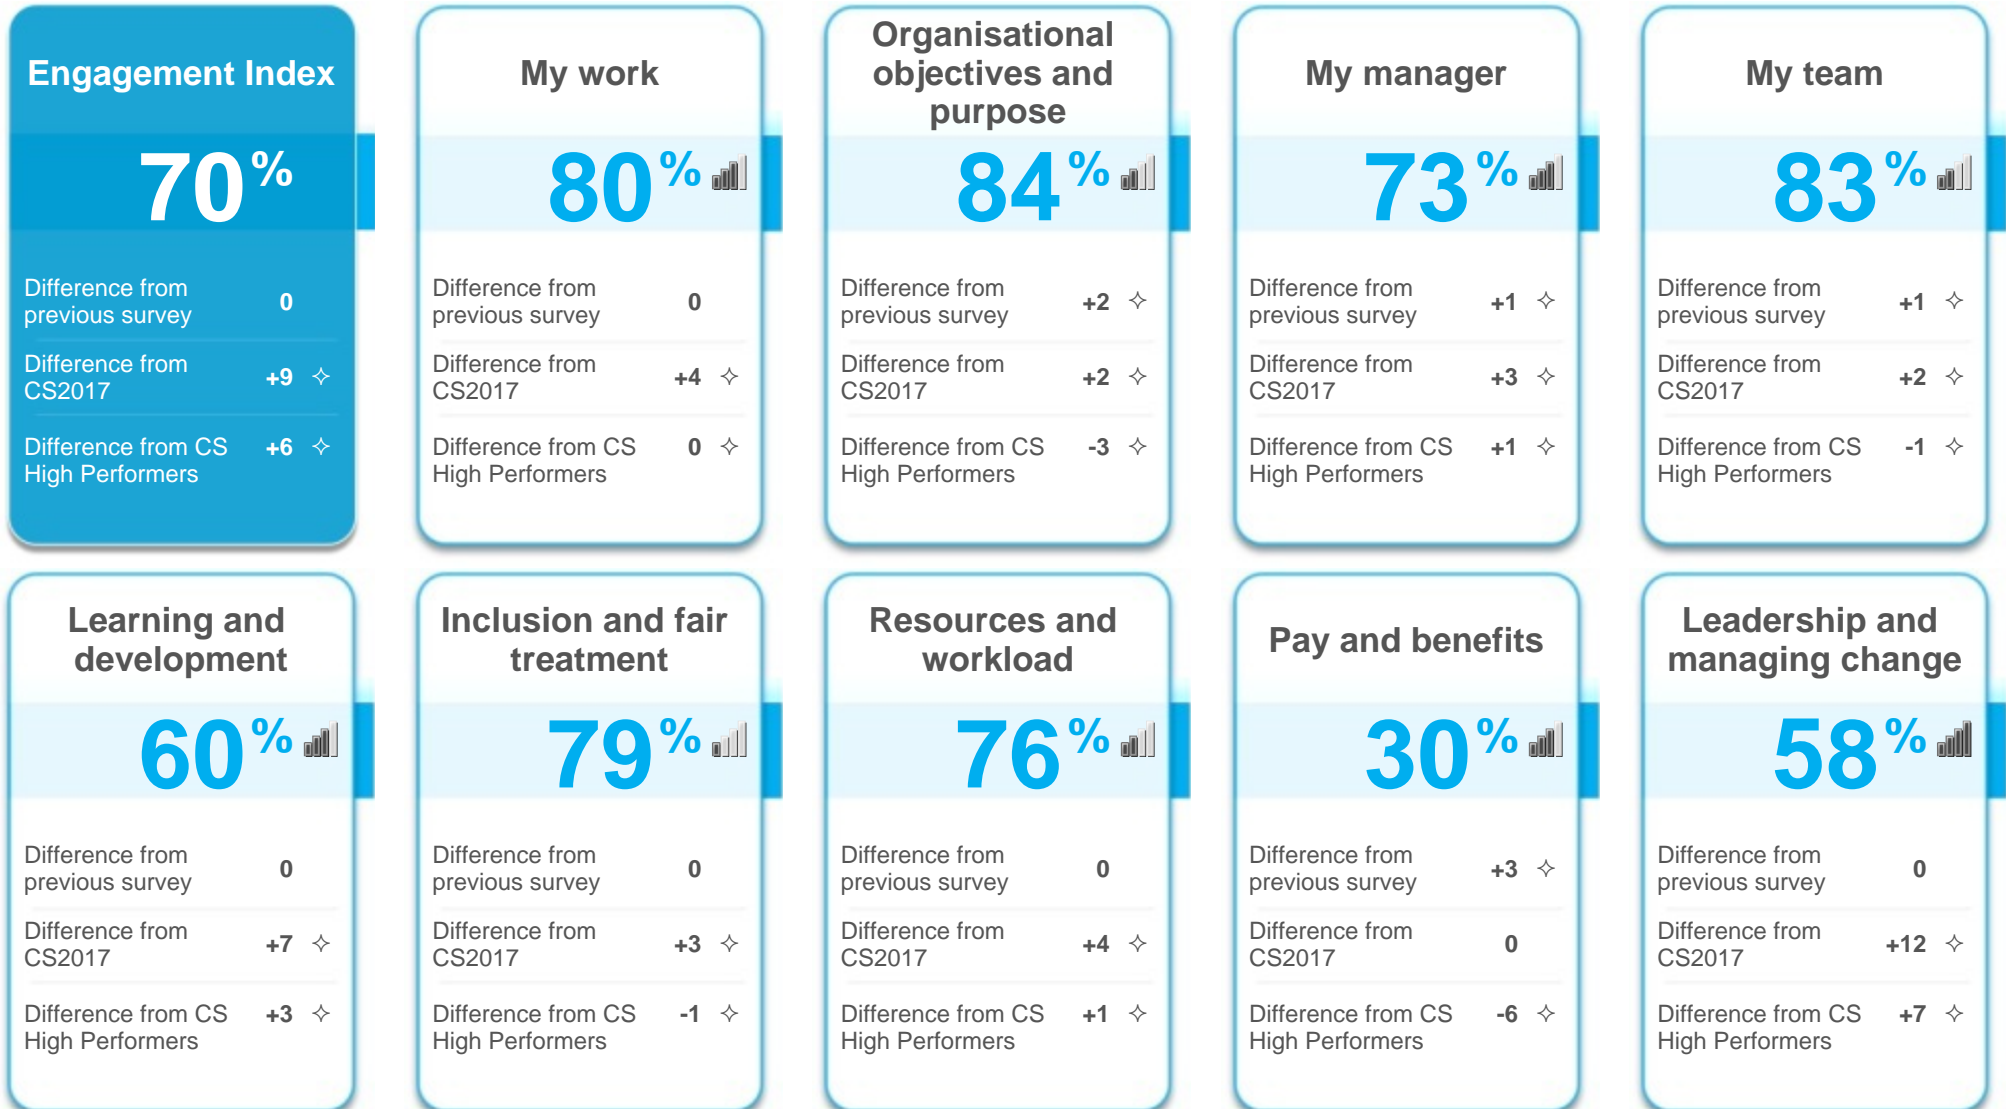 Engagement Index
70%
Difference from
previous survey
0
Difference from
CS2017
+9 ✧
Difference from CS
High Performers
+6 ✧
My work
80%
Difference from
previous survey
0
Difference from
CS2017
+4 ✧
Difference from CS
High Performers
0 ✧
Organisational
objectives and
purpose
84%
Difference from
previous survey
+2 ✧
Difference from
CS2017
+2 ✧
Difference from CS
High Performers
-3 ✧
My manager
73%
Difference from
previous survey
+1 ✧
Difference from
CS2017
+3 ✧
Difference from CS
High Performers
+1 ✧
My team
83%
Difference from
previous survey
+1 ✧
Difference from
CS2017
+2 ✧
Difference from CS
High Performers
-1 ✧
Learning and
development
60%
Difference from
previous survey
0
Difference from
CS2017
+7 ✧
Difference from CS
High Performers
+3 ✧
Inclusion and fair
treatment
79%
Difference from
previous survey
0
Difference from
CS2017
+3 ✧
Difference from CS
High Performers
-1 ✧
Resources and
workload
76%
Difference from
previous survey
0
Difference from
CS2017
+4 ✧
Difference from CS
High Performers
+1 ✧
Pay and benefits
30%
Difference from
previous survey
+3 ✧
Difference from
CS2017
0
Difference from CS
High Performers
-6 ✧
Leadership and
managing change
58%
Difference from
previous survey
0
Difference from
CS2017
+12 ✧
Difference from CS
High Performers
+7 ✧